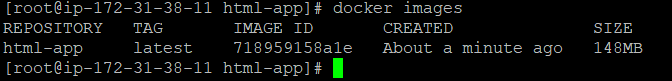 [root@ip-172-31-38-11 html-app]# docker images
REPOSITORY   TAG       IMAGE ID       CREATED              SIZE
html-app     latest    718959158a1e   About a minute ago   148MB
[root@ip-172-31-38-11 html-app]#